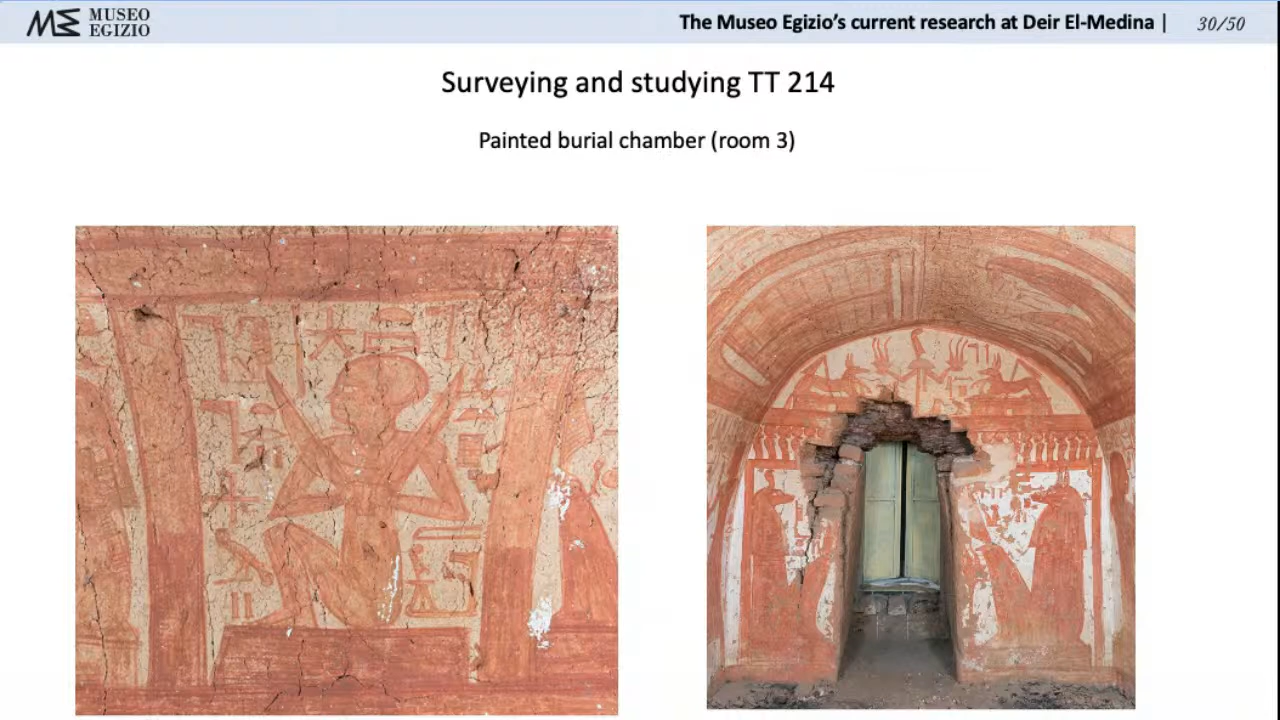 MUSEO
EGIZIO
The Museo Egizio’s current research at Deir El-Medina |
30/50
Surveying and studying TT 214
Painted burial chamber (room 3)